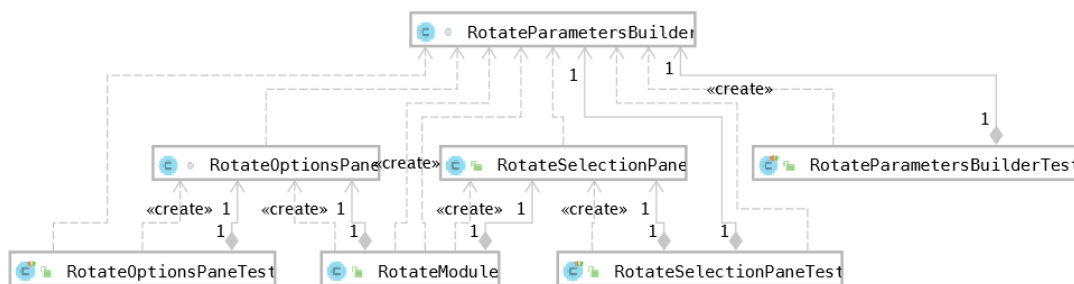 RotateParametersBuilder
1
1
«create»
1
RotateOptionsPane
«create»
RotateSelectionPane
RotateParametersBuilderTest
«create»
1
«create»
1
«create»
1
«create»
1
1
1
1
1
1
RotateOptionsPaneTest
RotateModule
RotateSelectionPaneTest